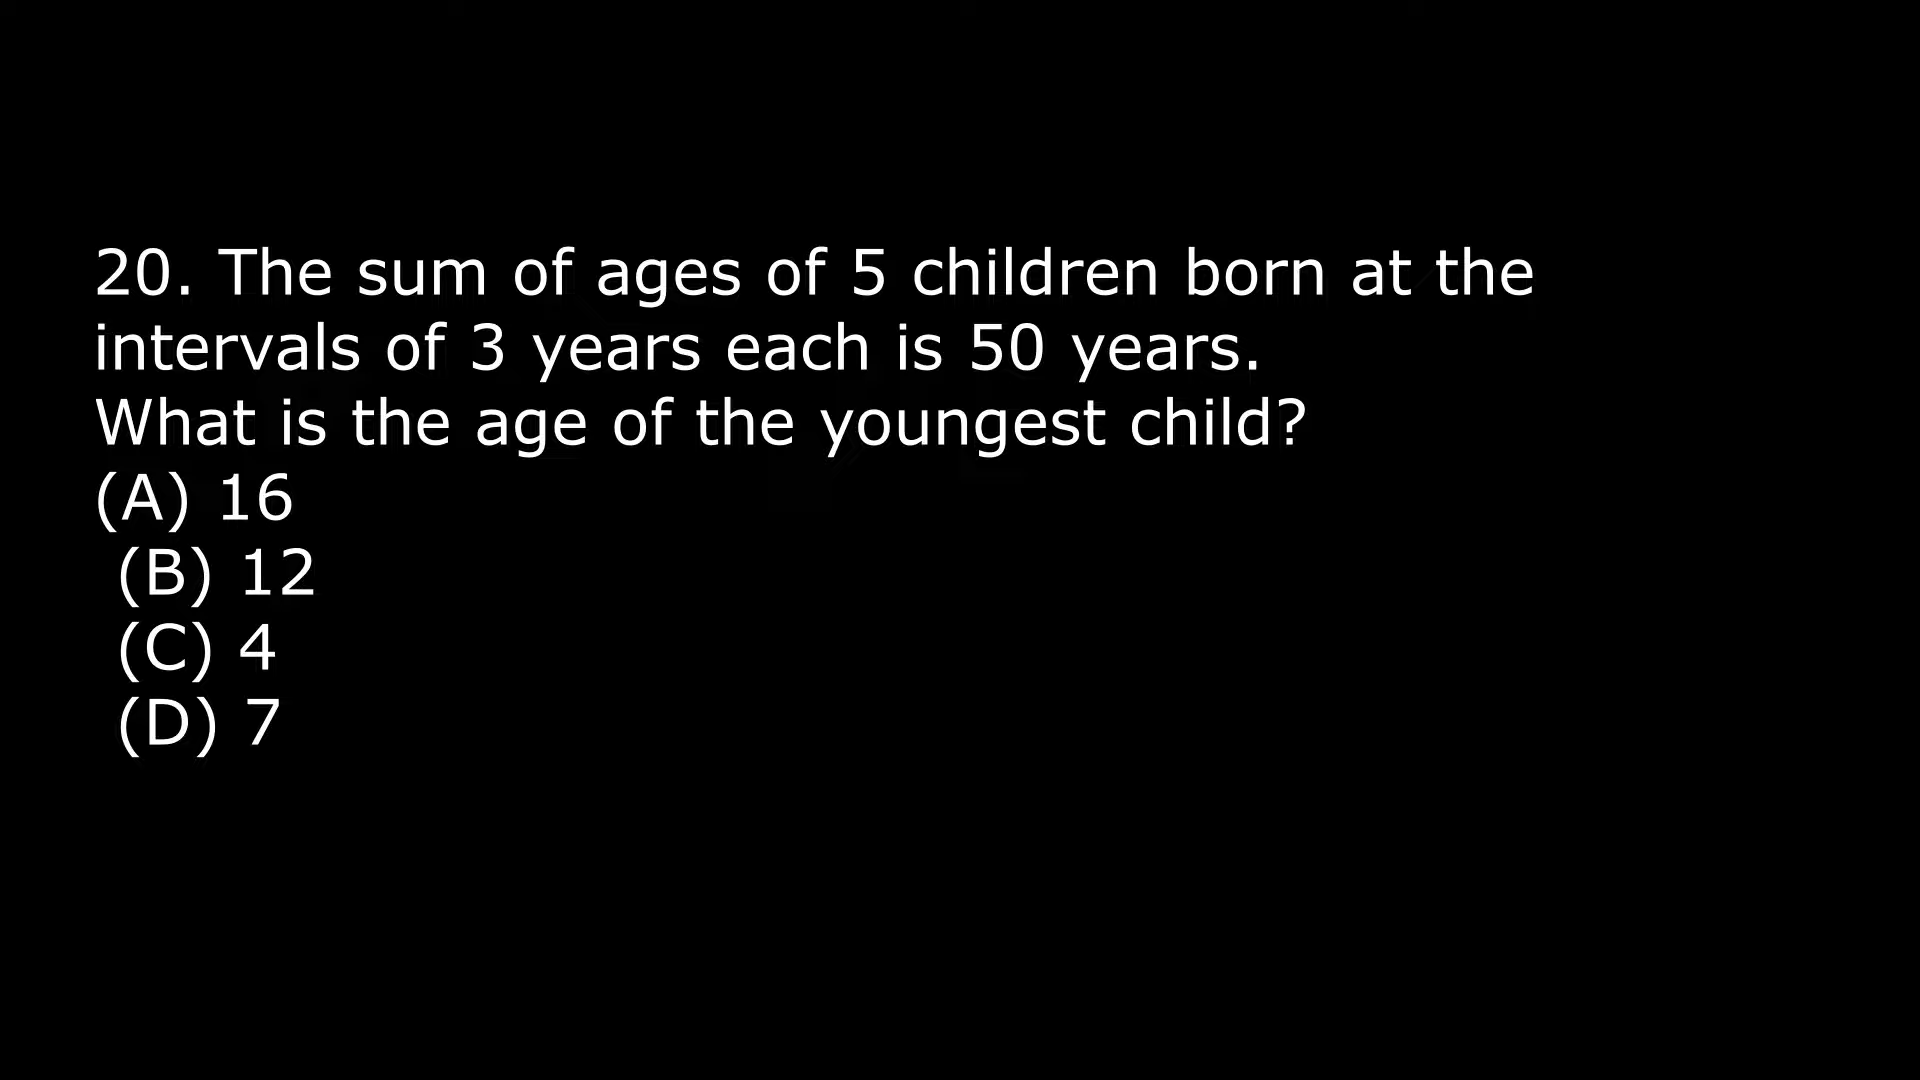 20. The sum of ages of 5 children born at the
intervals of 3 years each is 50 years.
What is the age of the youngest child?
(A) 16
(B) 12
(C) 4
(D) 7